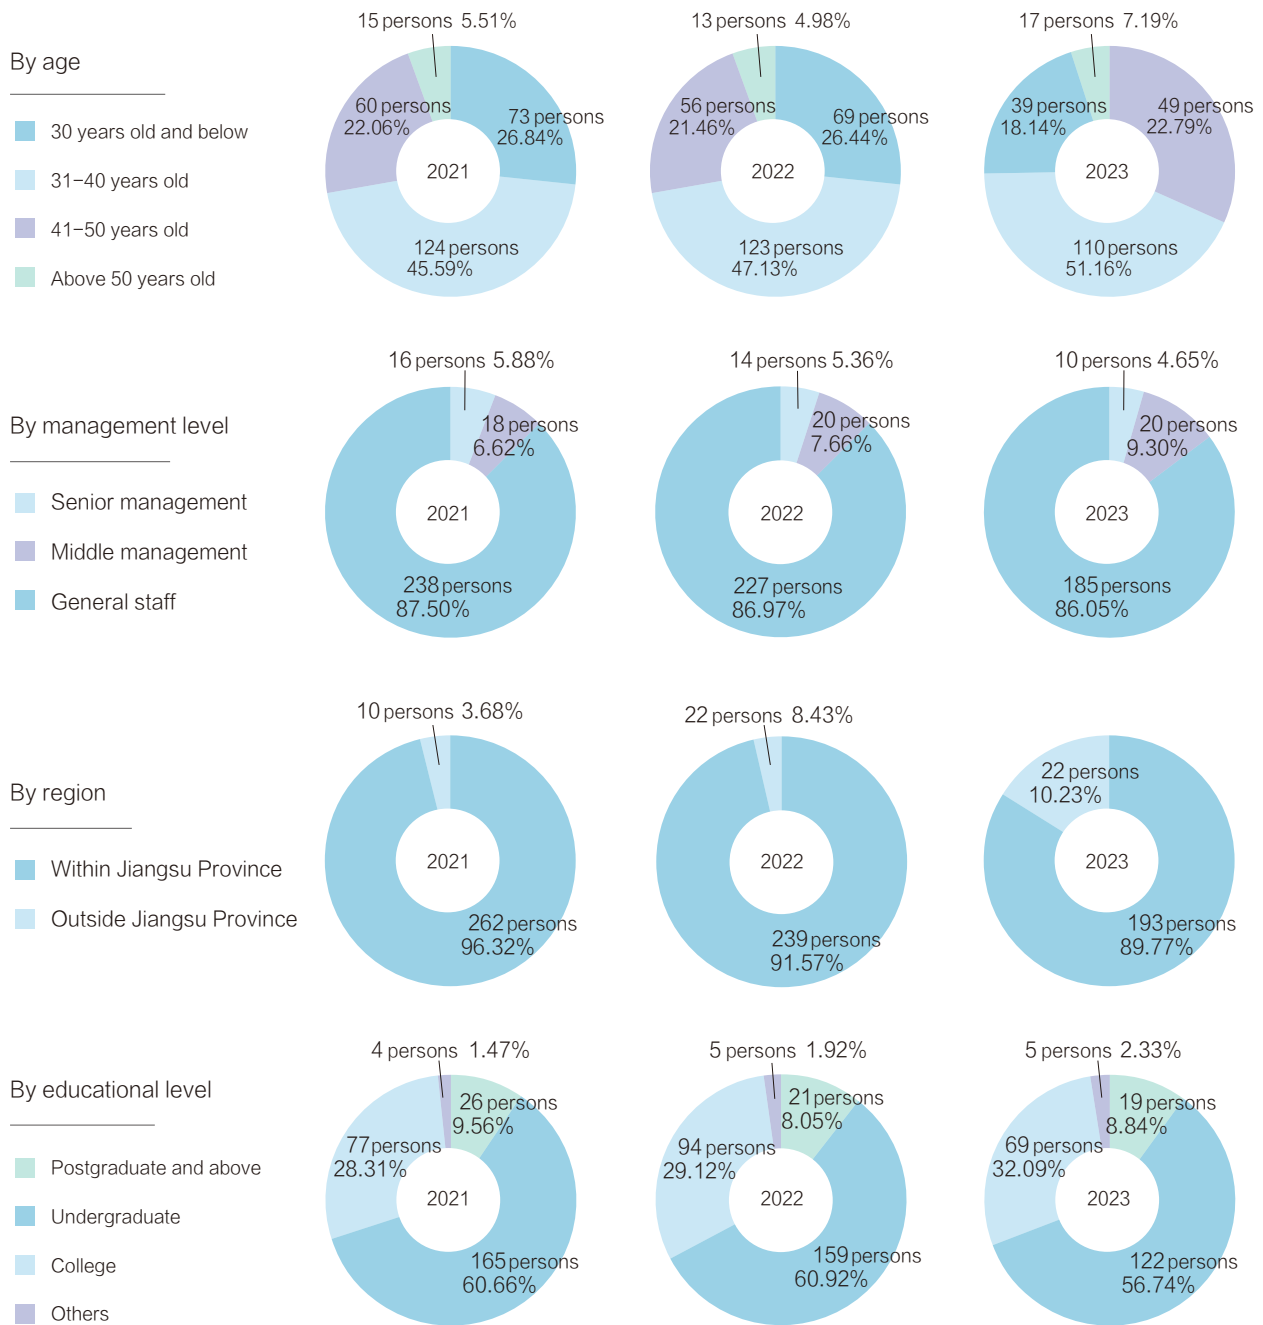 By age
30 years old and below
31–40 years old
41–50 years old
Above 50 years old
15 persons 5.51%
60 persons
22.06%
73 persons
26.84%
2021
124 persons
45.59%
13 persons 4.98%
56 persons
21.46%
69 persons
26.44%
2022
123 persons
47.13%
17 persons 7.19%
39 persons
18.14%
49 persons
22.79%
2023
110 persons
51.16%
By management level
Senior management
Middle management
General staff
16 persons 5.88%
18 persons
6.62%
2021
238 persons
87.50%
14 persons 5.36%
20 persons
7.66%
2022
227 persons
86.97%
10 persons 4.65%
20 persons
9.30%
2023
185 persons
86.05%
By region
Within Jiangsu Province
Outside Jiangsu Province
10 persons 3.68%
2021
262 persons
96.32%
22 persons 8.43%
2022
239 persons
91.57%
22 persons
10.23%
2023
193 persons
89.77%
By educational level
Postgraduate and above
Undergraduate
College
Others
4 persons 1.47%
26 persons
9.56%
77 persons
28.31%
2021
165 persons
60.66%
5 persons 1.92%
21 persons
8.05%
94 persons
29.12%
2022
159 persons
60.92%
5 persons 2.33%
19 persons
8.84%
69 persons
32.09%
2023
122 persons
56.74%